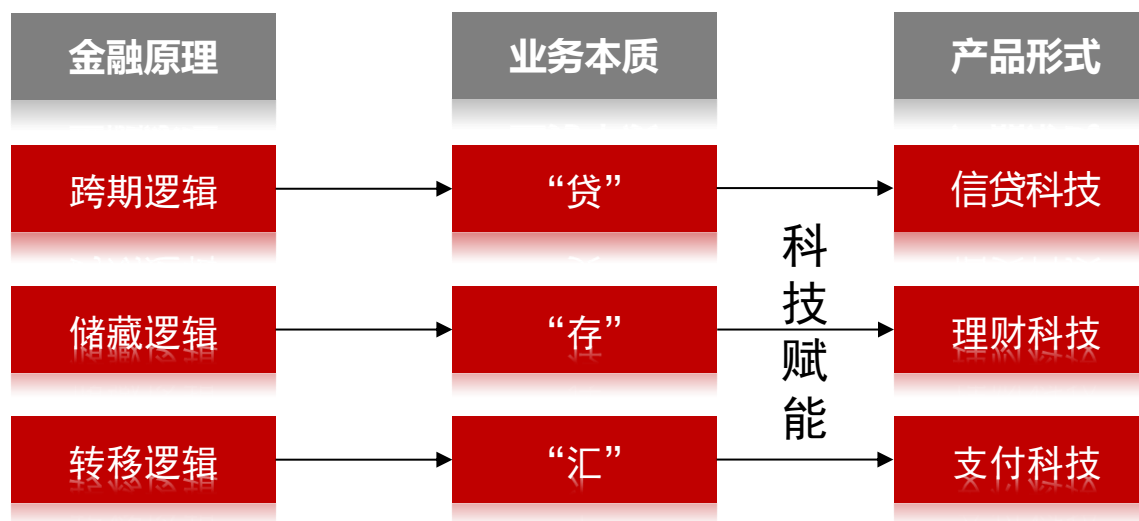 金融原理
业务本质
产品形式
跨期逻辑
“贷”
信贷科技
储藏逻辑
“存”
理财科技
转移逻辑
“汇”
支付科技
科
技
赋
能